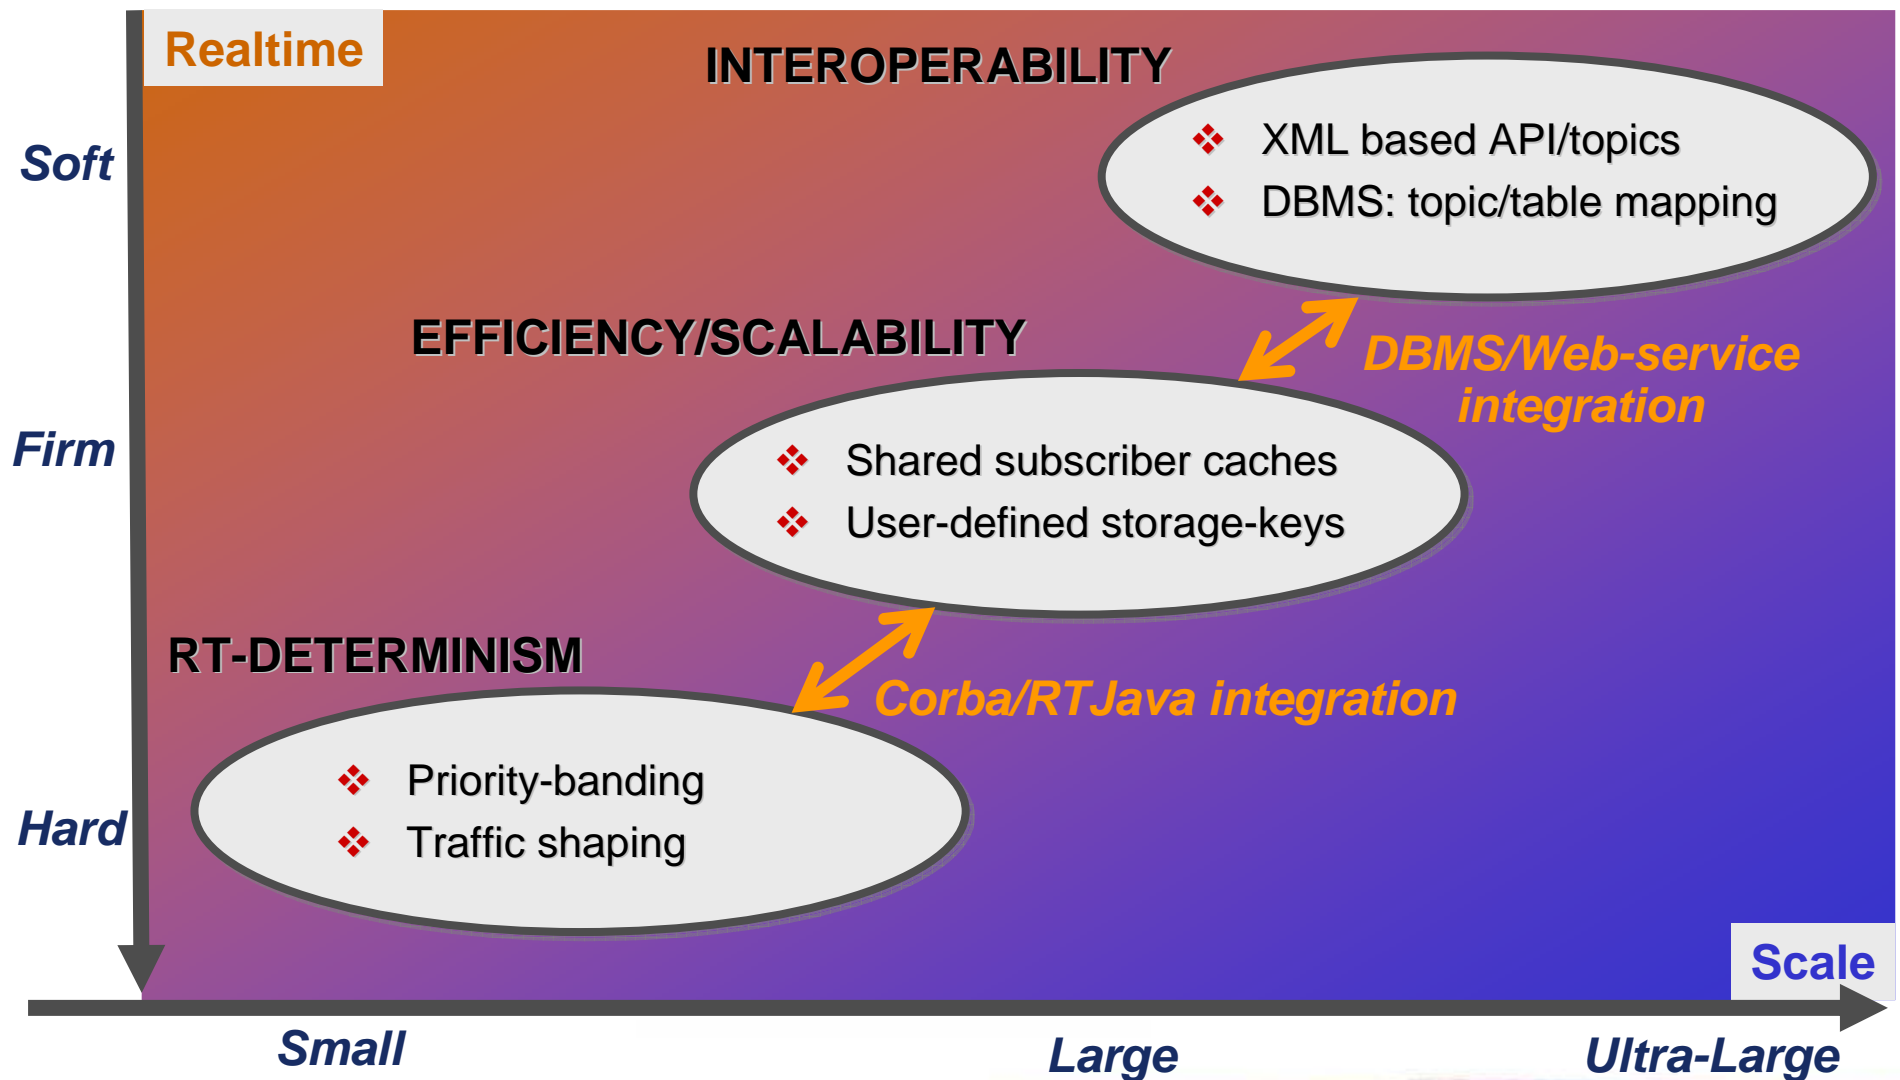 Realtime
INTEROPERABILITY
Soft
❖ XML based API/topics
❖ DBMS: topic/table mapping
EFFICIENCY/SCALABILITY
DBMS/Web-service
integration
Firm
❖ Shared subscriber caches
❖ User-defined storage-keys
RT-DETERMINISM
Corba/RTJava integration
Hard
❖ Priority-banding
❖ Traffic shaping
Scale
Small
Large
Ultra-Large